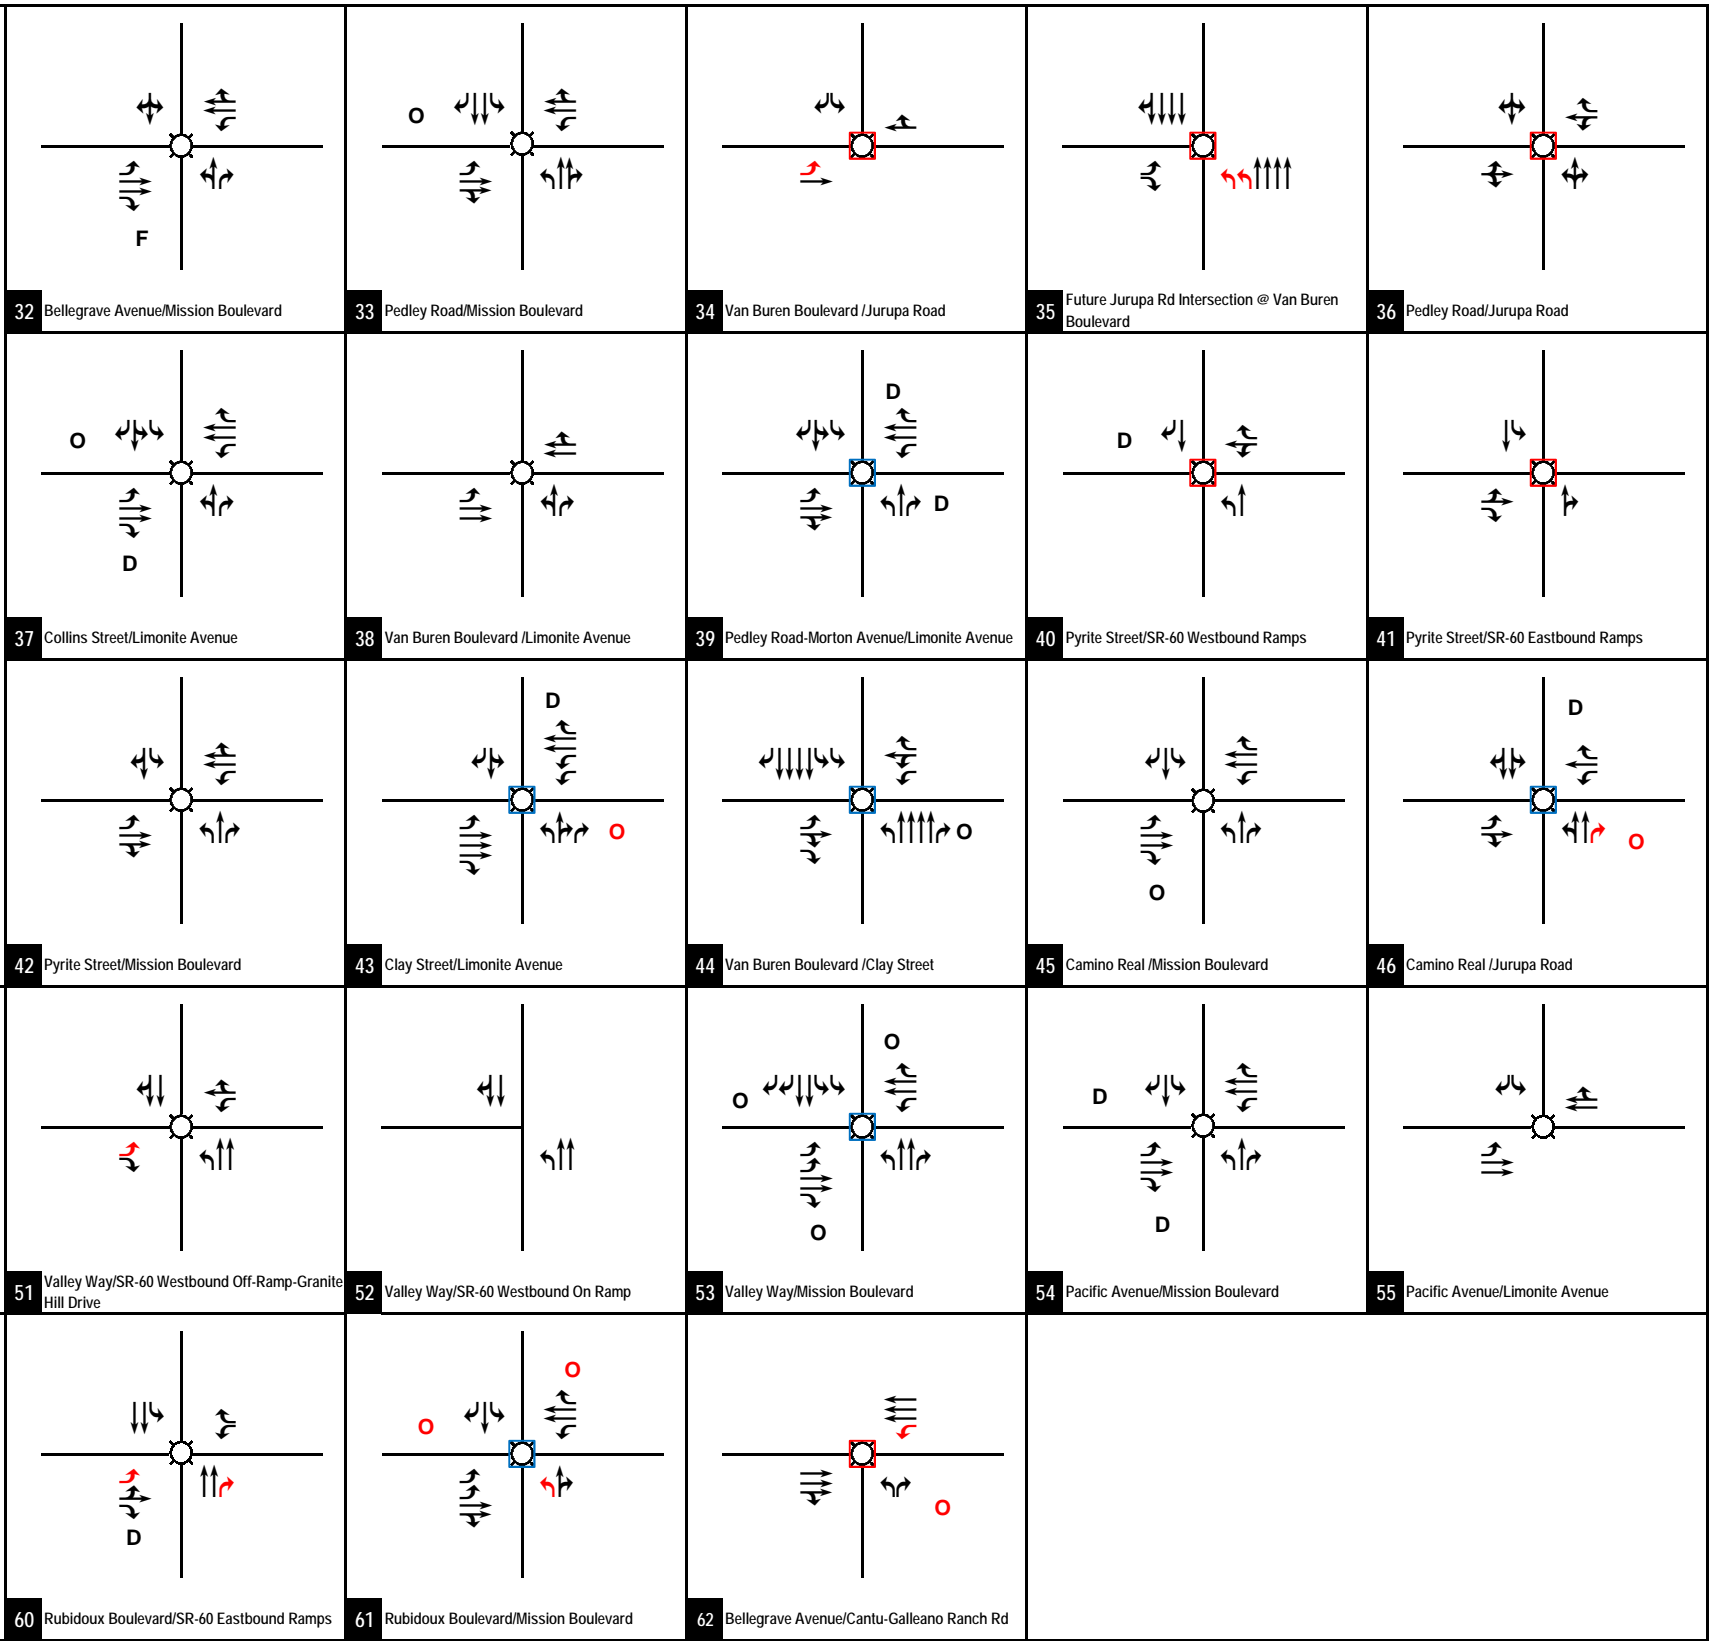 O
F
32 Bellegrave Avenue/Mission Boulevard
33 Pedley Road/Mission Boulevard
34 Van Buren Boulevard /Jurupa Road
35 Future Jurupa Rd Intersection @ Van Buren
Boulevard
36 Pedley Road/Jurupa Road
D
O
D
D
D
D
37 Collins Street/Limonite Avenue
38 Van Buren Boulevard /Limonite Avenue
39 Pedley Road-Morton Avenue/Limonite Avenue
40 Pyrite Street/SR-60 Westbound Ramps
41 Pyrite Street/SR-60 Eastbound Ramps
D
D
O
O
O
O
42 Pyrite Street/Mission Boulevard
43 Clay Street/Limonite Avenue
44 Van Buren Boulevard /Clay Street
45 Camino Real /Mission Boulevard
46 Camino Real /Jurupa Road
O
O
D
D
O
51 Valley Way/SR-60 Westbound Off-Ramp-Granite
Hill Drive
52 Valley Way/SR-60 Westbound On Ramp
53 Valley Way/Mission Boulevard
54 Pacific Avenue/Mission Boulevard
55 Pacific Avenue/Limonite Avenue
O
O
O
D
60 Rubidoux Boulevard/SR-60 Eastbound Ramps
61 Rubidoux Boulevard/Mission Boulevard
62 Bellegrave Avenue/Cantu-Galleano Ranch Rd